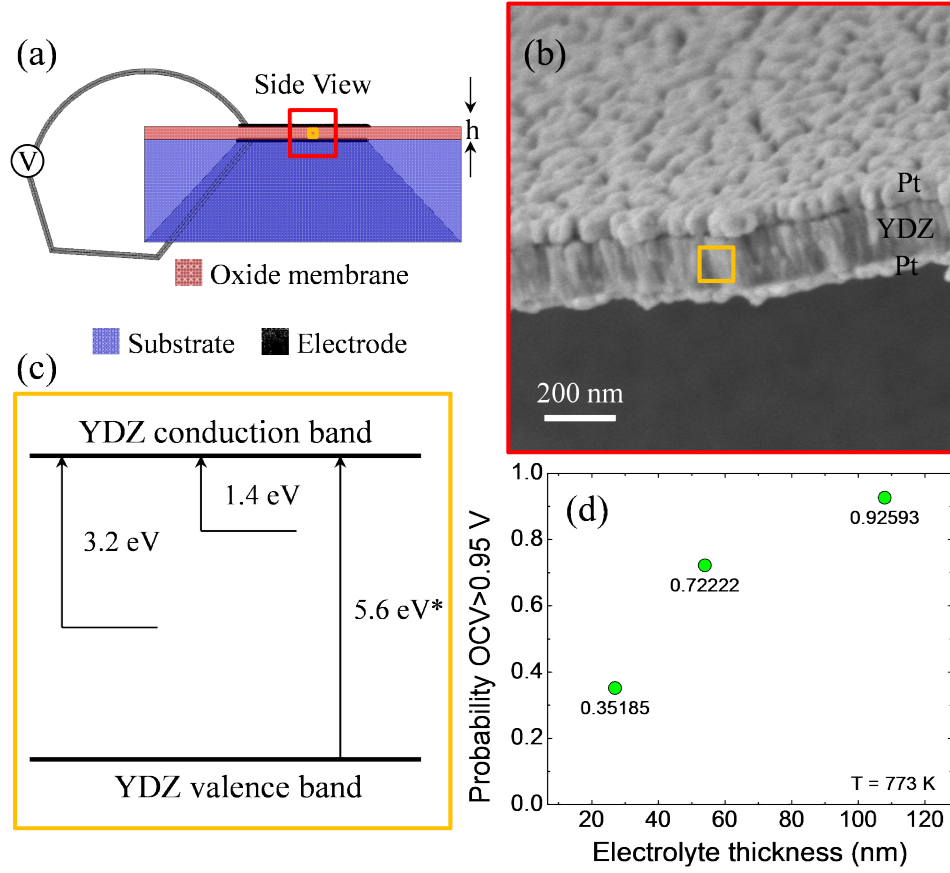 (a)
Side View
h
V
Oxide membrane
Substrate
Electrode
(b)
Pt
YDZ
Pt
200 nm
(c)
YDZ conduction band
1.4 eV
3.2 eV
5.6 eV*
YDZ valence band
(d)
Probability OCV>0.95 V
1.0
0.8
0.6
0.4
0.2
0.0
0.92593
0.72222
0.35185
T = 773 K
20
40
60
80
100
120
Electrolyte thickness (nm)